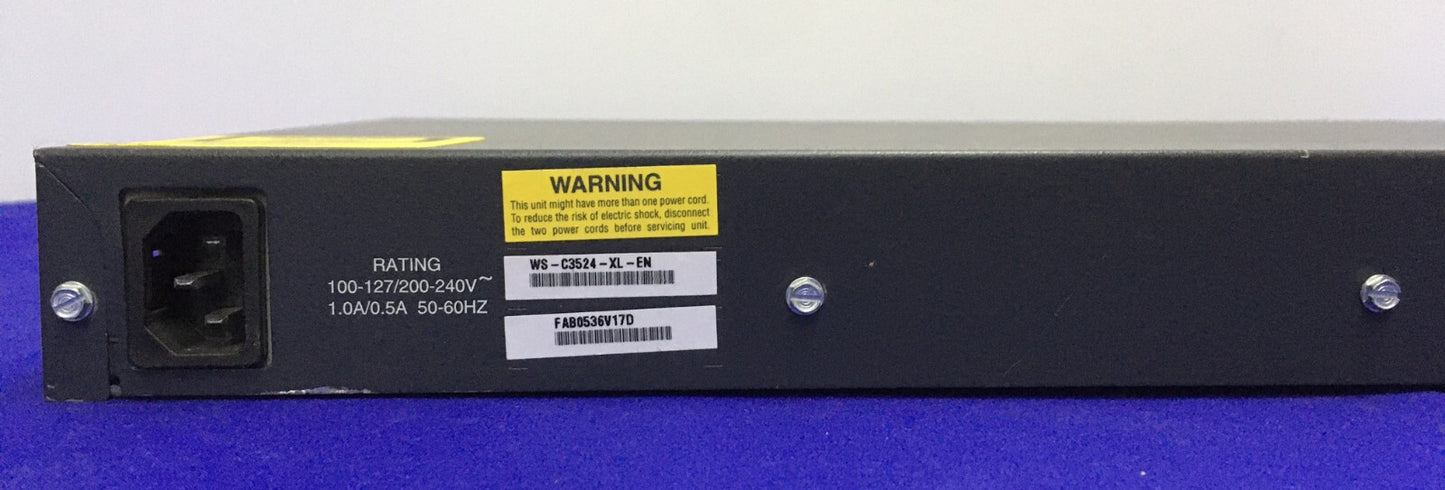 RATING
100-127/200-240V~
1.0A/0.5A 50-60HZ
WARNING
This unit might have more than one power cord.
To reduce the risk of electric shock, disconnect
the two power cords before servicing unit.
WS-C3524-XL-EN
FAB0536V17D